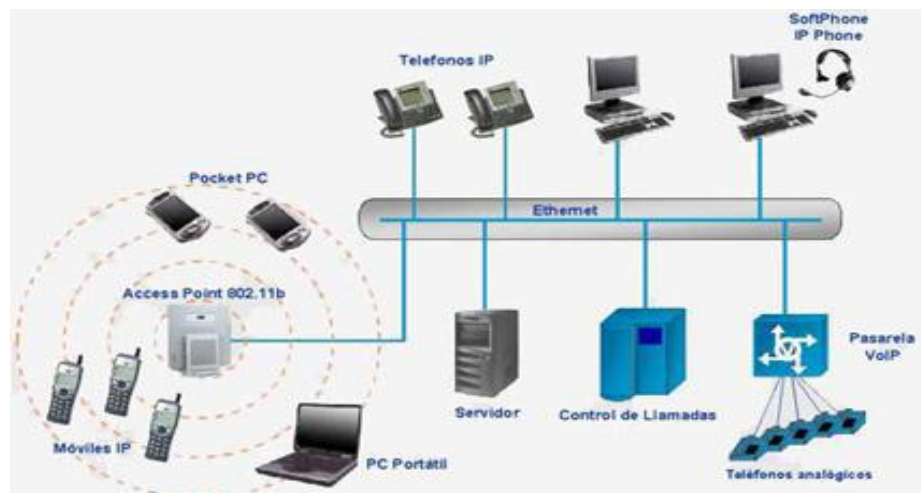 SoftPhone
IP Phone
Telefonos IP
Pocket PC
Ethernet
Access Point 802.11b
Pasarela
VoIP
Servidor
Control de Llamadas
Móviles IP
PC Portátil
Teléfonos analógicos